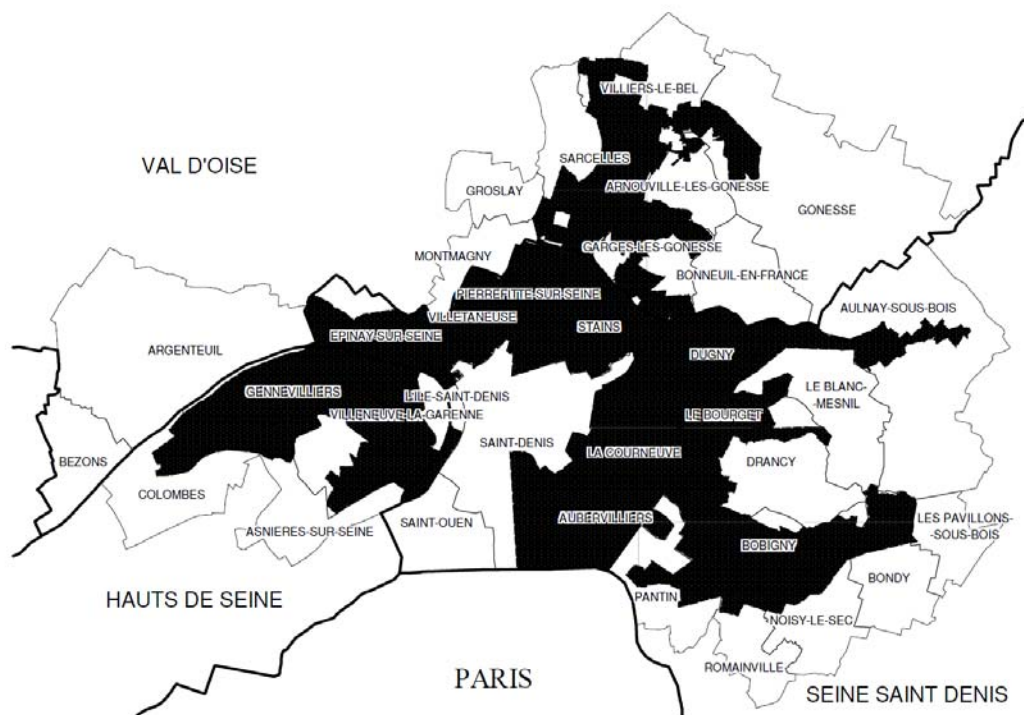 VILLIERS-LE-BEL
VAL D'OISE
SARCELLES
GROSLAY
ARNOUVILLE-LES-GONESSE
GONESSE
MONTMAGNY
GARGES-LES-GONESSE
BONNEUIL-EN-FRANCE
PIERREFITTE-SUR-SEINE
AULNAY-SOUS-BOIS
VILLETANEUSE
STAINS
EPINAY-SUR-SEINE
ARGENTEUIL
DUGNY
GENNEVILLIERS
L'ILE-SAINT-DENIS
LE BLANC-
MESNIL
VILLENEUVE-LA-GARENNE
LE BOURGET
SAINT-DENIS
LA COURNEUVE
BEZONS
DRANCY
COLOMBES
ASNIERES-SUR-SEINE
SAINT-OUEN
AUBERVILLIERS
LES PAVILLONS-
-SOUS-BOIS
BOBIGNY
BONDY
HAUTS DE SEINE
PANTIN
NOISY-LE-SEC
ROMAINVILLE
PARIS
SEINE SAINT DENIS